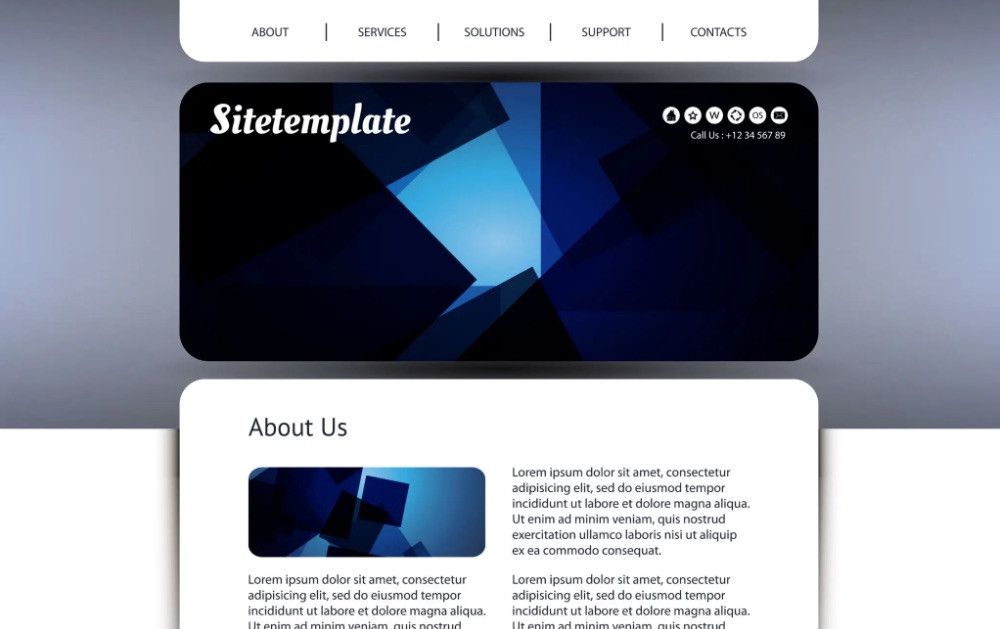 ABOUT SERVICES SOLUTIONS SUPPORT CONTACTS
Sitetemplate
W OS
Call Us : +12 34 567 89
About Us
Lorem ipsum dolor sit amet, consectetur
adipisicing elit, sed do eiusmod tempor
incididunt ut labore et dolore magna aliqua.
Ut enim ad minim veniam, quis nostrud
exercitation ullamco laboris nisi ut aliquip
ex ea commodo consequat.
Lorem ipsum dolor sit amet, consectetur
adipisicing elit, sed do eiusmod tempor
incididunt ut labore et dolore magna aliqua.
Ut enim ad minim veniam, quis nostrud
Lorem ipsum dolor sit amet, consectetur
adipisicing elit, sed do eiusmod tempor
incididunt ut labore et dolore magna aliqua.
Ut enim ad minim veniam, quis nostrud